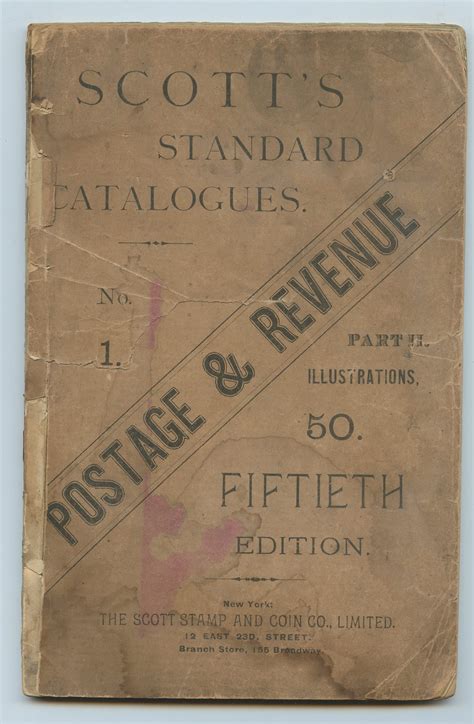 SCOTT'S
STANDARD
CATALOGUES.
No.
1.
POSTAGE & REVENUE
PART II.
ILLUSTRATIONS,
50.
FIFTIETH
EDITION.
New York:
THE SCOTT STAMP AND COIN CO., LIMITED.
12 EAST 23D. STREET.
Branch Store, 156 Broadway.